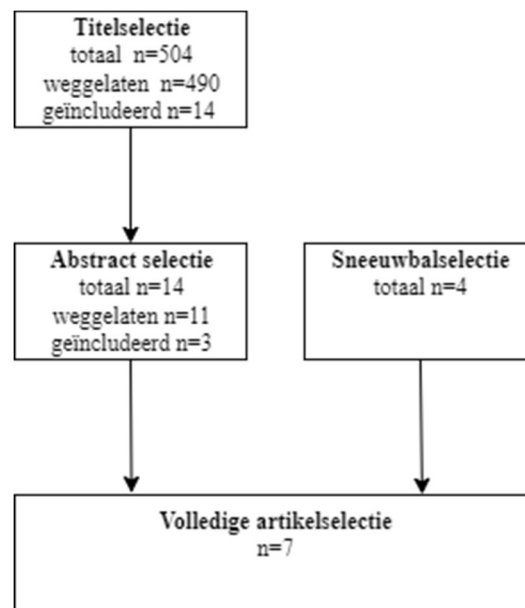 Titelselectie
totaal n=504
weggelaten n=490
geïncludeerd n=14
Abstract selectie
totaal n=14
weggelaten n=11
geïncludeerd n=3
Sneeuwbalselectie
totaal n=4
Volledige artikelselectie
n=7